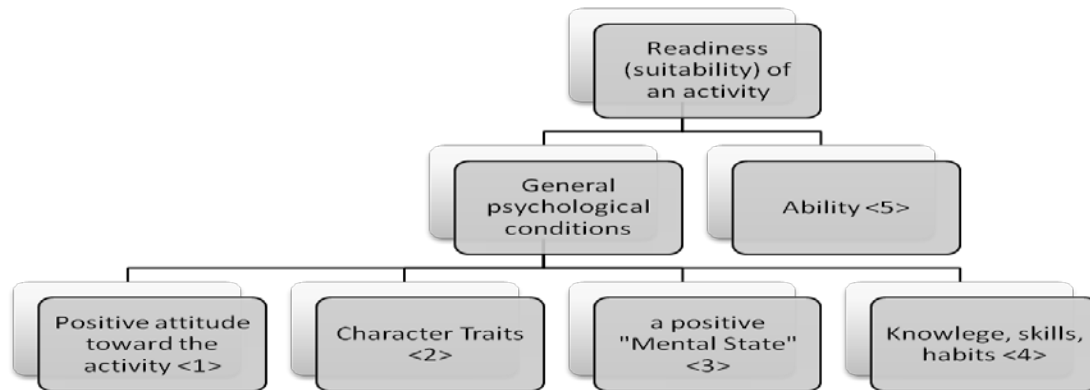 Readiness
(suitability) of
an activity
General
psychological
conditions
Ability <5>
Positive attitude
toward the
activity <1>
Character Traits
<2>
a positive
"Mental State"
<3>
Knowlege, skills,
habits <4>